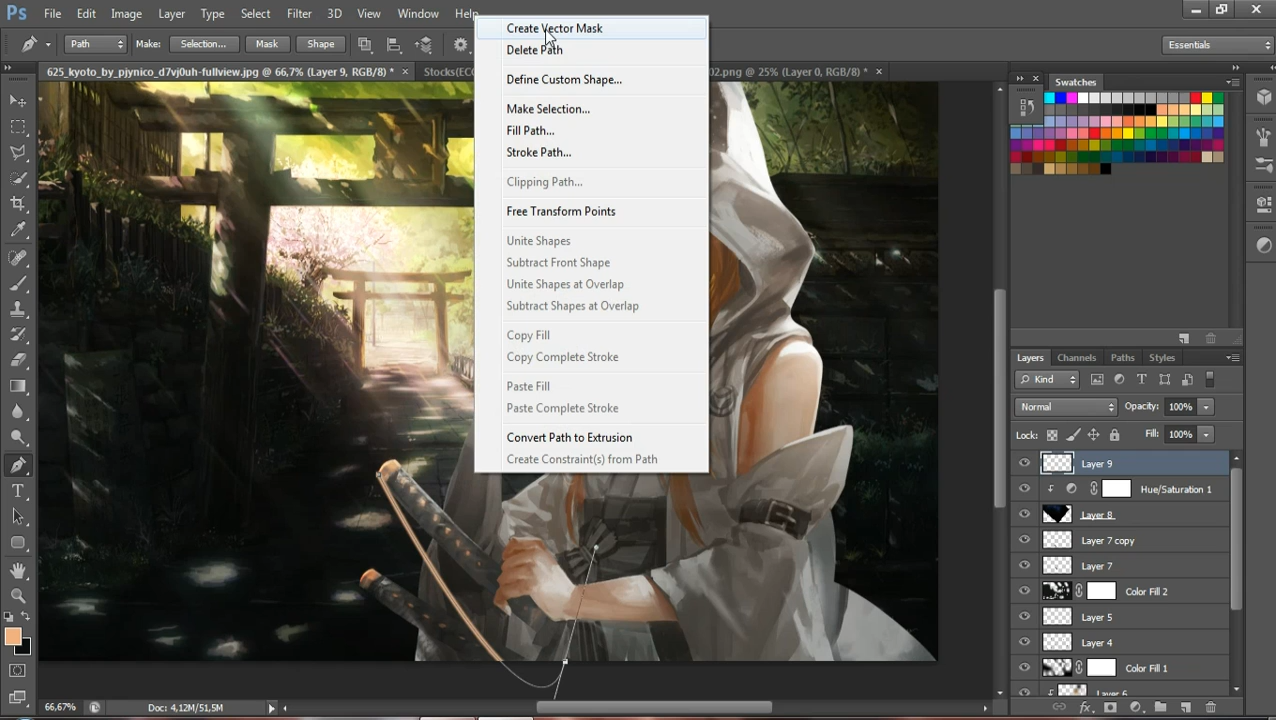 Ps File Edit Image Layer Type Select Filter 3D View Window Help
Path Make: Selection... Mask Shape Essentials
625_kyoto_by_pjynico_d7vj0uh-fullview.jpg @ 66,7% (Layer 9, RGB/8) * × Stocks(EC 02.png @ 25% (Layer 0, RGB/8) * ×
Create Vector Mask
Delete Path
Define Custom Shape...
Make Selection...
Fill Path...
Stroke Path...
Clipping Path...
Free Transform Points
Unite Shapes
Subtract Front Shape
Unite Shapes at Overlap
Subtract Shapes at Overlap
Copy Fill
Copy Complete Stroke
Paste Fill
Paste Complete Stroke
Convert Path to Extrusion
Create Constraint(s) from Path
Swatches
Layers Channels Paths Styles
Kind
Normal Opacity: 100%
Lock: Fill: 100%
Layer 9
Hue/Saturation 1
Layer 8
Layer 7 copy
Layer 7
Color Fill 2
Layer 5
Layer 4
Color Fill 1
Layer 6
66,67% Doc: 4,12M/51,5M